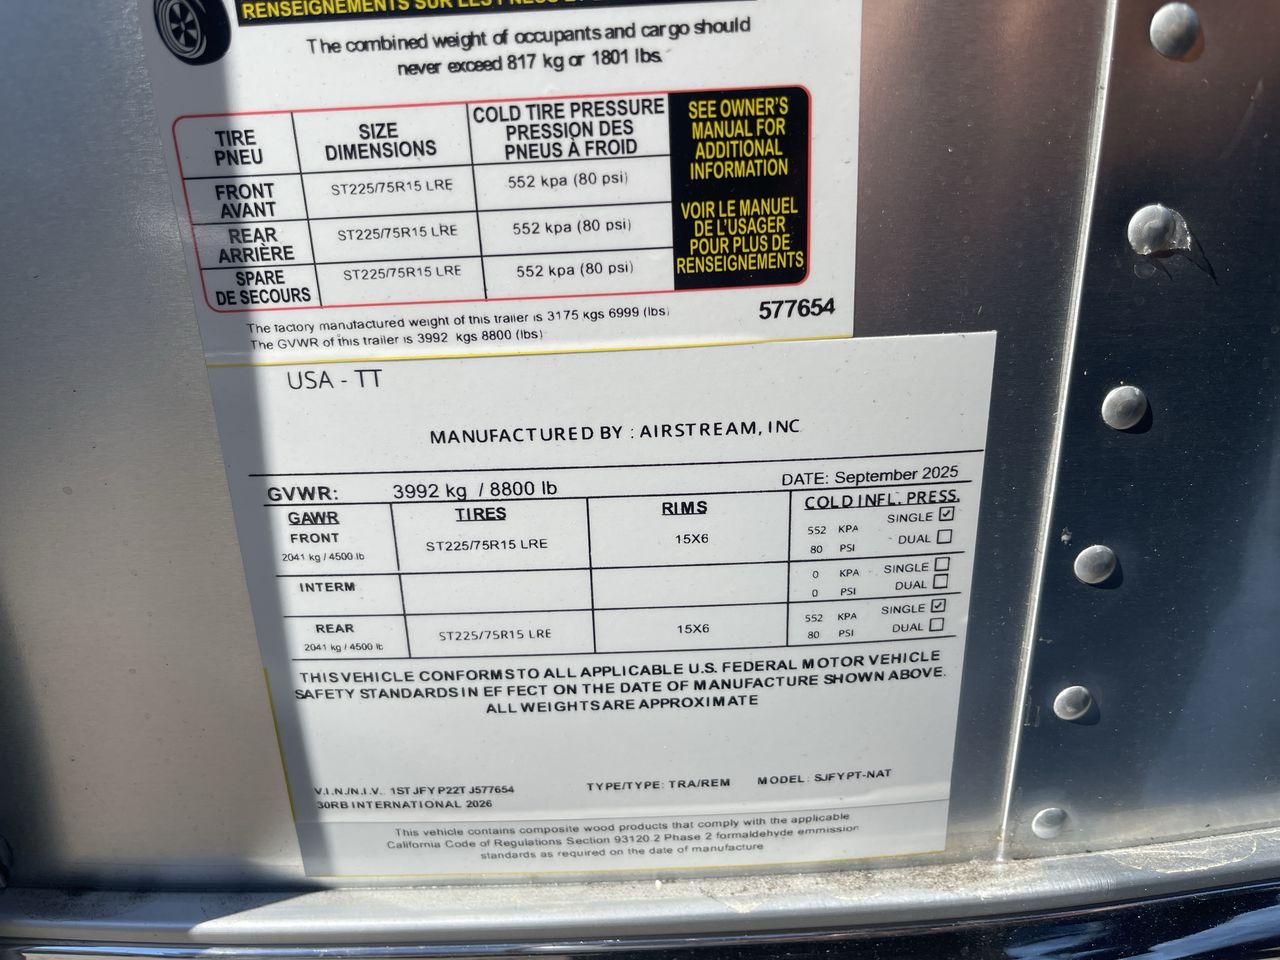 RENSEIGNEMENTS SUR LES PNEUS ET
The combined weight of occupants and cargo should
never exceed 817 kg or 1801 lbs.
TIRE
PNEU
SIZE
DIMENSIONS
COLD TIRE PRESSURE
PRESSION DES
PNEUS À FROID
SEE OWNER'S
MANUAL FOR
ADDITIONAL
INFORMATION
VOIR LE MANUEL
DE L'USAGER
POUR PLUS DE
RENSEIGNEMENTS
FRONT
AVANT
ST225/75R15 LRE
552 kpa (80 psi)
REAR
ARRIÈRE
ST225/75R15 LRE
552 kpa (80 psi)
SPARE
DE SECOURS
ST225/75R15 LRE
552 kpa (80 psi)
The factory manufactured weight of this trailer is 3175 kgs 6999 (lbs)
The GVWR of this trailer is 3992 kgs 8800 (lbs)
577654
USA - TT
MANUFACTURED BY : AIRSTREAM, INC
GVWR: 3992 kg / 8800 lb
DATE: September 2025
GAWR
TIRES
RIMS
COLD INFL. PRESS.
FRONT
2041 kg / 4500 lb
ST225/75R15 LRE
15X6
552 KPA SINGLE ☑
80 PSI DUAL ☐
INTERM
0 KPA SINGLE ☐
0 PSI DUAL ☐
REAR
2041 kg / 4500 lb
ST225/75R15 LRE
15X6
552 KPA SINGLE ☑
80 PSI DUAL ☐
THIS VEHICLE CONFORMS TO ALL APPLICABLE U.S. FEDERAL MOTOR VEHICLE
SAFETY STANDARDS IN EFFECT ON THE DATE OF MANUFACTURE SHOWN ABOVE.
ALL WEIGHTS ARE APPROXIMATE
V.I.N./N.I.V. 1STJFYP22TJ577654
TYPE/TYPE: TRA/REM
MODEL: SJFYPT-NAT
30RB INTERNATIONAL 2026
This vehicle contains composite wood products that comply with the applicable
California Code of Regulations Section 93120.2 Phase 2 formaldehyde emmission
standards as required on the date of manufacture